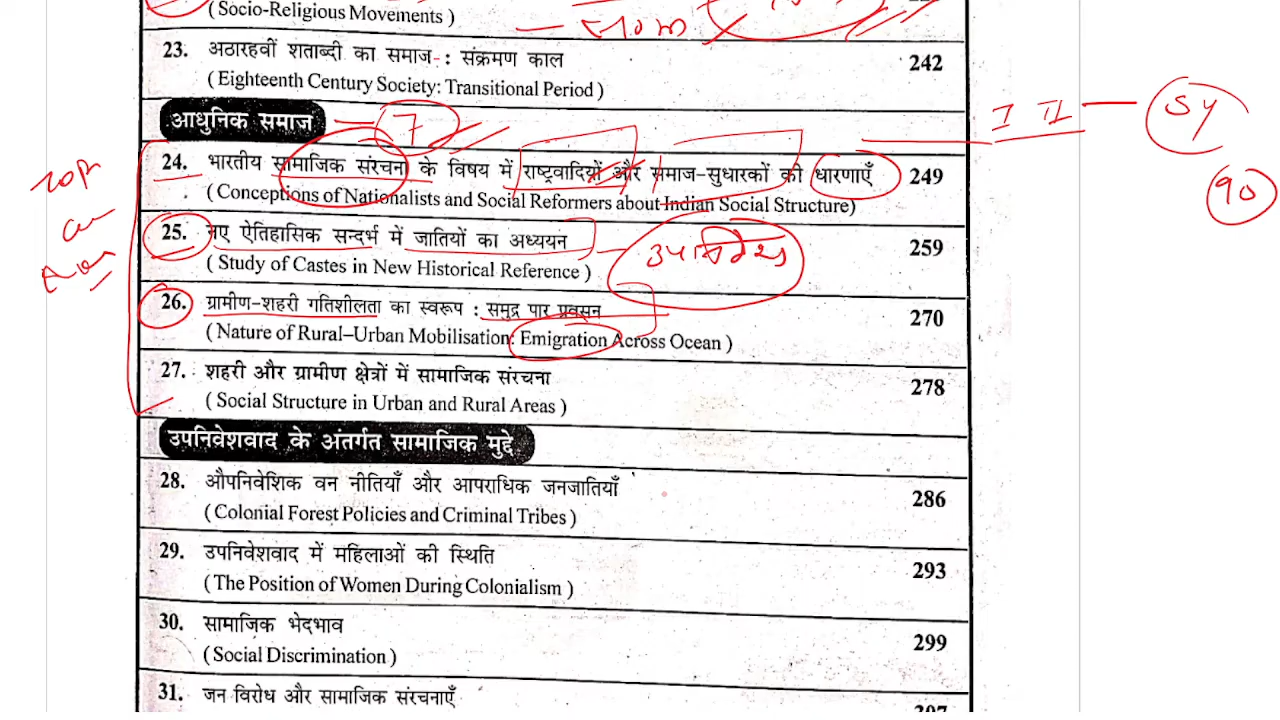 (Socio-Religious Movements)
23. अठारहवीं शताब्दी का समाज : संक्रमण काल 242
(Eighteenth Century Society: Transitional Period)
आधुनिक समाज 7
I II — Sy
90
24. भारतीय सामाजिक संरचना के विषय में राष्ट्रवादियों और समाज-सुधारकों की धारणाएँ 249
(Conceptions of Nationalists and Social Reformers about Indian Social Structure)
25. नए ऐतिहासिक सन्दर्भ में जातियों का अध्ययन 259
(Study of Castes in New Historical Reference)
26. ग्रामीण-शहरी गतिशीलता का स्वरूप : समुद्र पार प्रवसन 270
(Nature of Rural–Urban Mobilisation: Emigration Across Ocean)
27. शहरी और ग्रामीण क्षेत्रों में सामाजिक संरचना 278
(Social Structure in Urban and Rural Areas)
उपनिवेशवाद के अंतर्गत सामाजिक मुद्दे
28. औपनिवेशिक वन नीतियाँ और आपराधिक जनजातियाँ 286
(Colonial Forest Policies and Criminal Tribes)
29. उपनिवेशवाद में महिलाओं की स्थिति 293
(The Position of Women During Colonialism)
30. सामाजिक भेदभाव 299
(Social Discrimination)
31. जन विरोध और सामाजिक संरचनाएँ